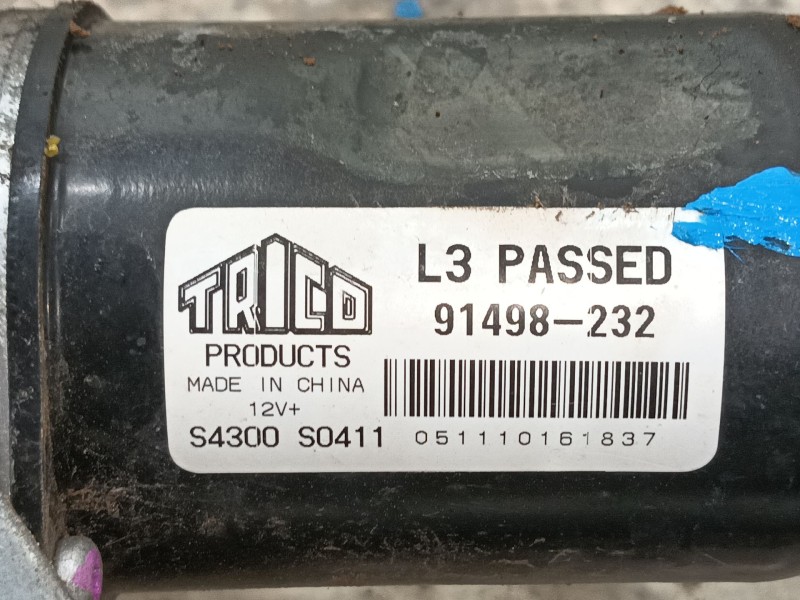 TRICO
PRODUCTS
MADE IN CHINA
12V+
S4300 S0411
L3 PASSED
91498-232
051110161837